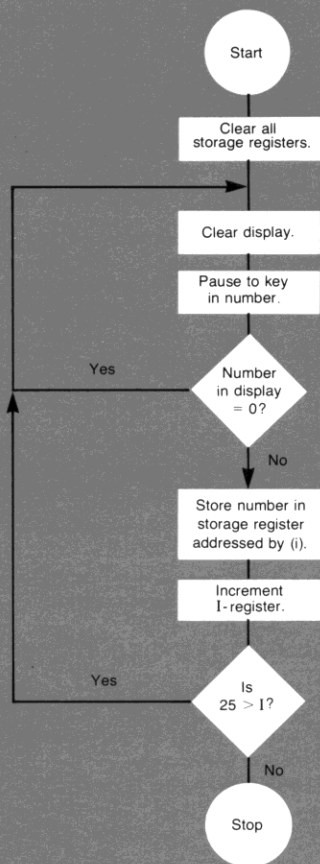 Start
Clear all
storage registers.
Clear display.
Pause to key
in number.
Number
in display
= 0?
Yes
No
Store number in
storage register
addressed by (i).
Increment
I-register.
Is
25 > I?
Yes
No
Stop